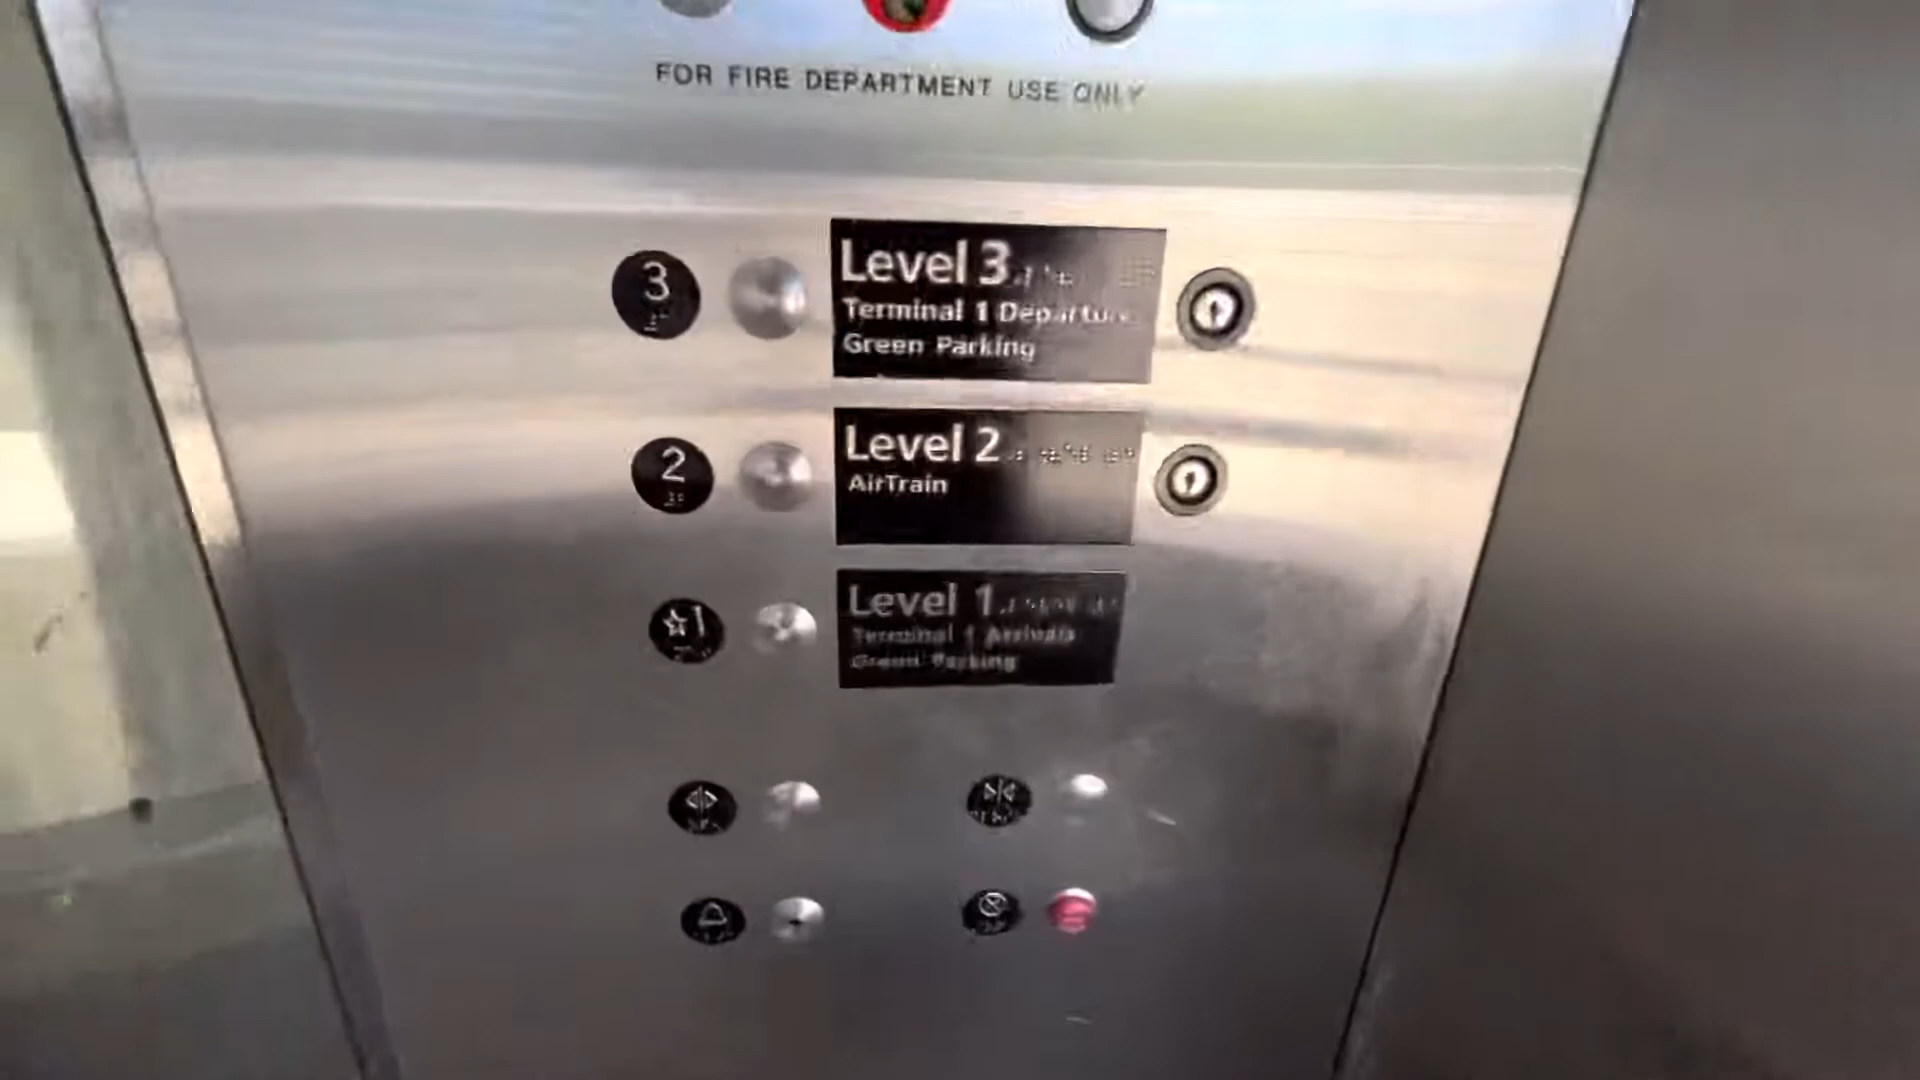 FOR FIRE DEPARTMENT USE ONLY
3
Level 3
Terminal 1 Departures
Green Parking
2
Level 2
AirTrain
1
Level 1
Terminal 1 Arrivals
Green Parking